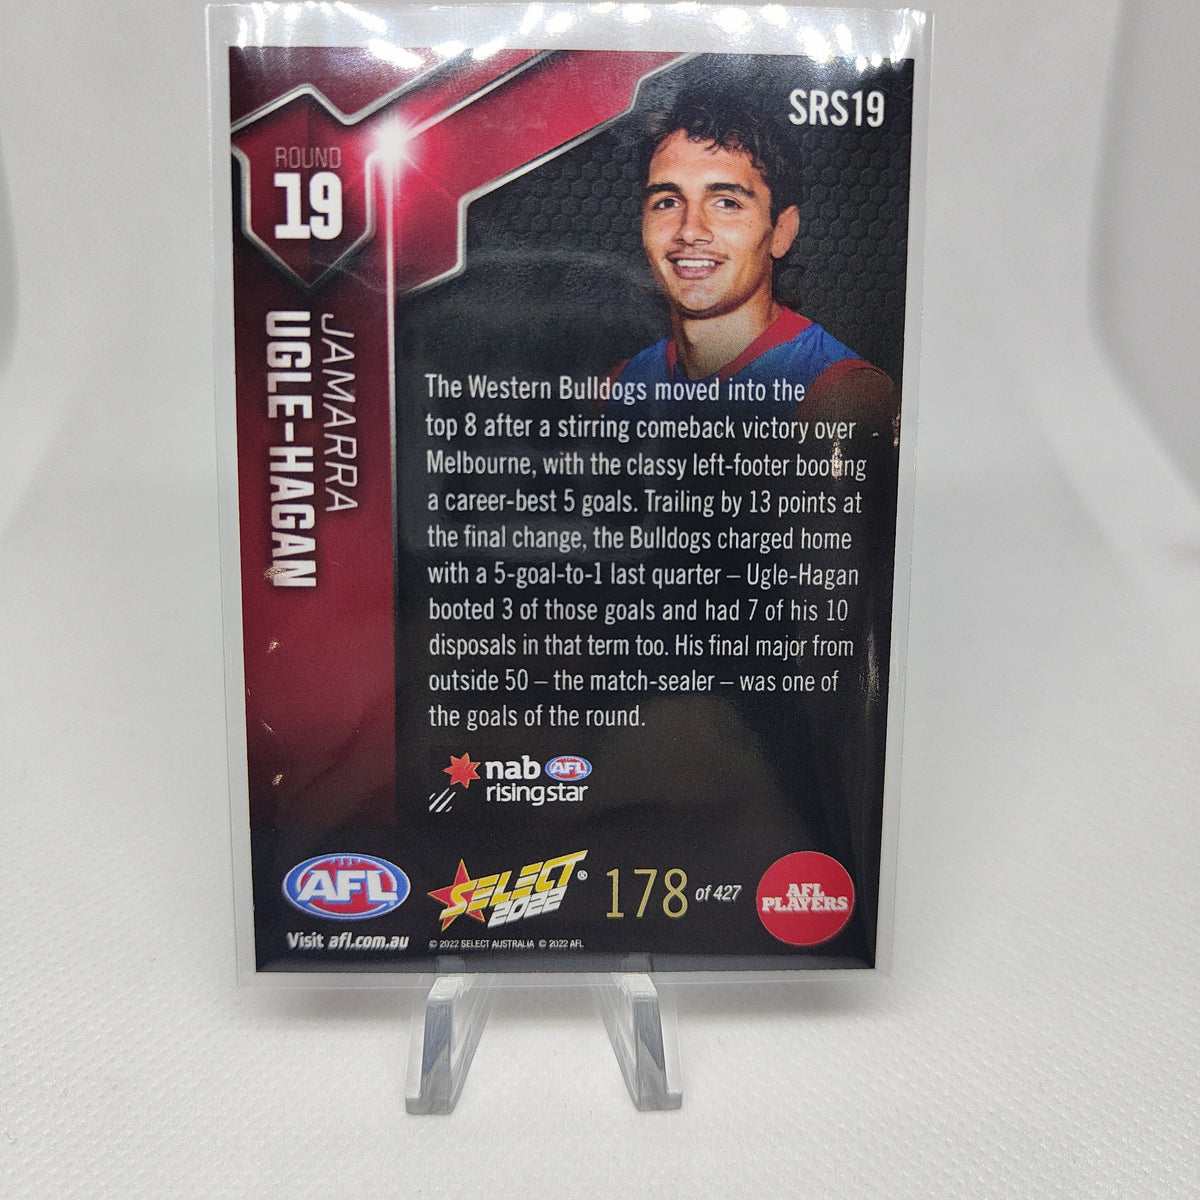 SRS19
ROUND
19
JAMARRA
UGLE-HAGAN
The Western Bulldogs moved into the
top 8 after a stirring comeback victory over
Melbourne, with the classy left-footer booting
a career-best 5 goals. Trailing by 13 points at
the final change, the Bulldogs charged home
with a 5-goal-to-1 last quarter – Ugle-Hagan
booted 3 of those goals and had 7 of his 10
disposals in that term too. His final major from
outside 50 – the match-sealer – was one of
the goals of the round.
nab AFL
risingstar
AFL
Visit afl.com.au
SELECT®
2022
© 2022 SELECT AUSTRALIA © 2022 AFL
178 of 427
AFL
PLAYERS